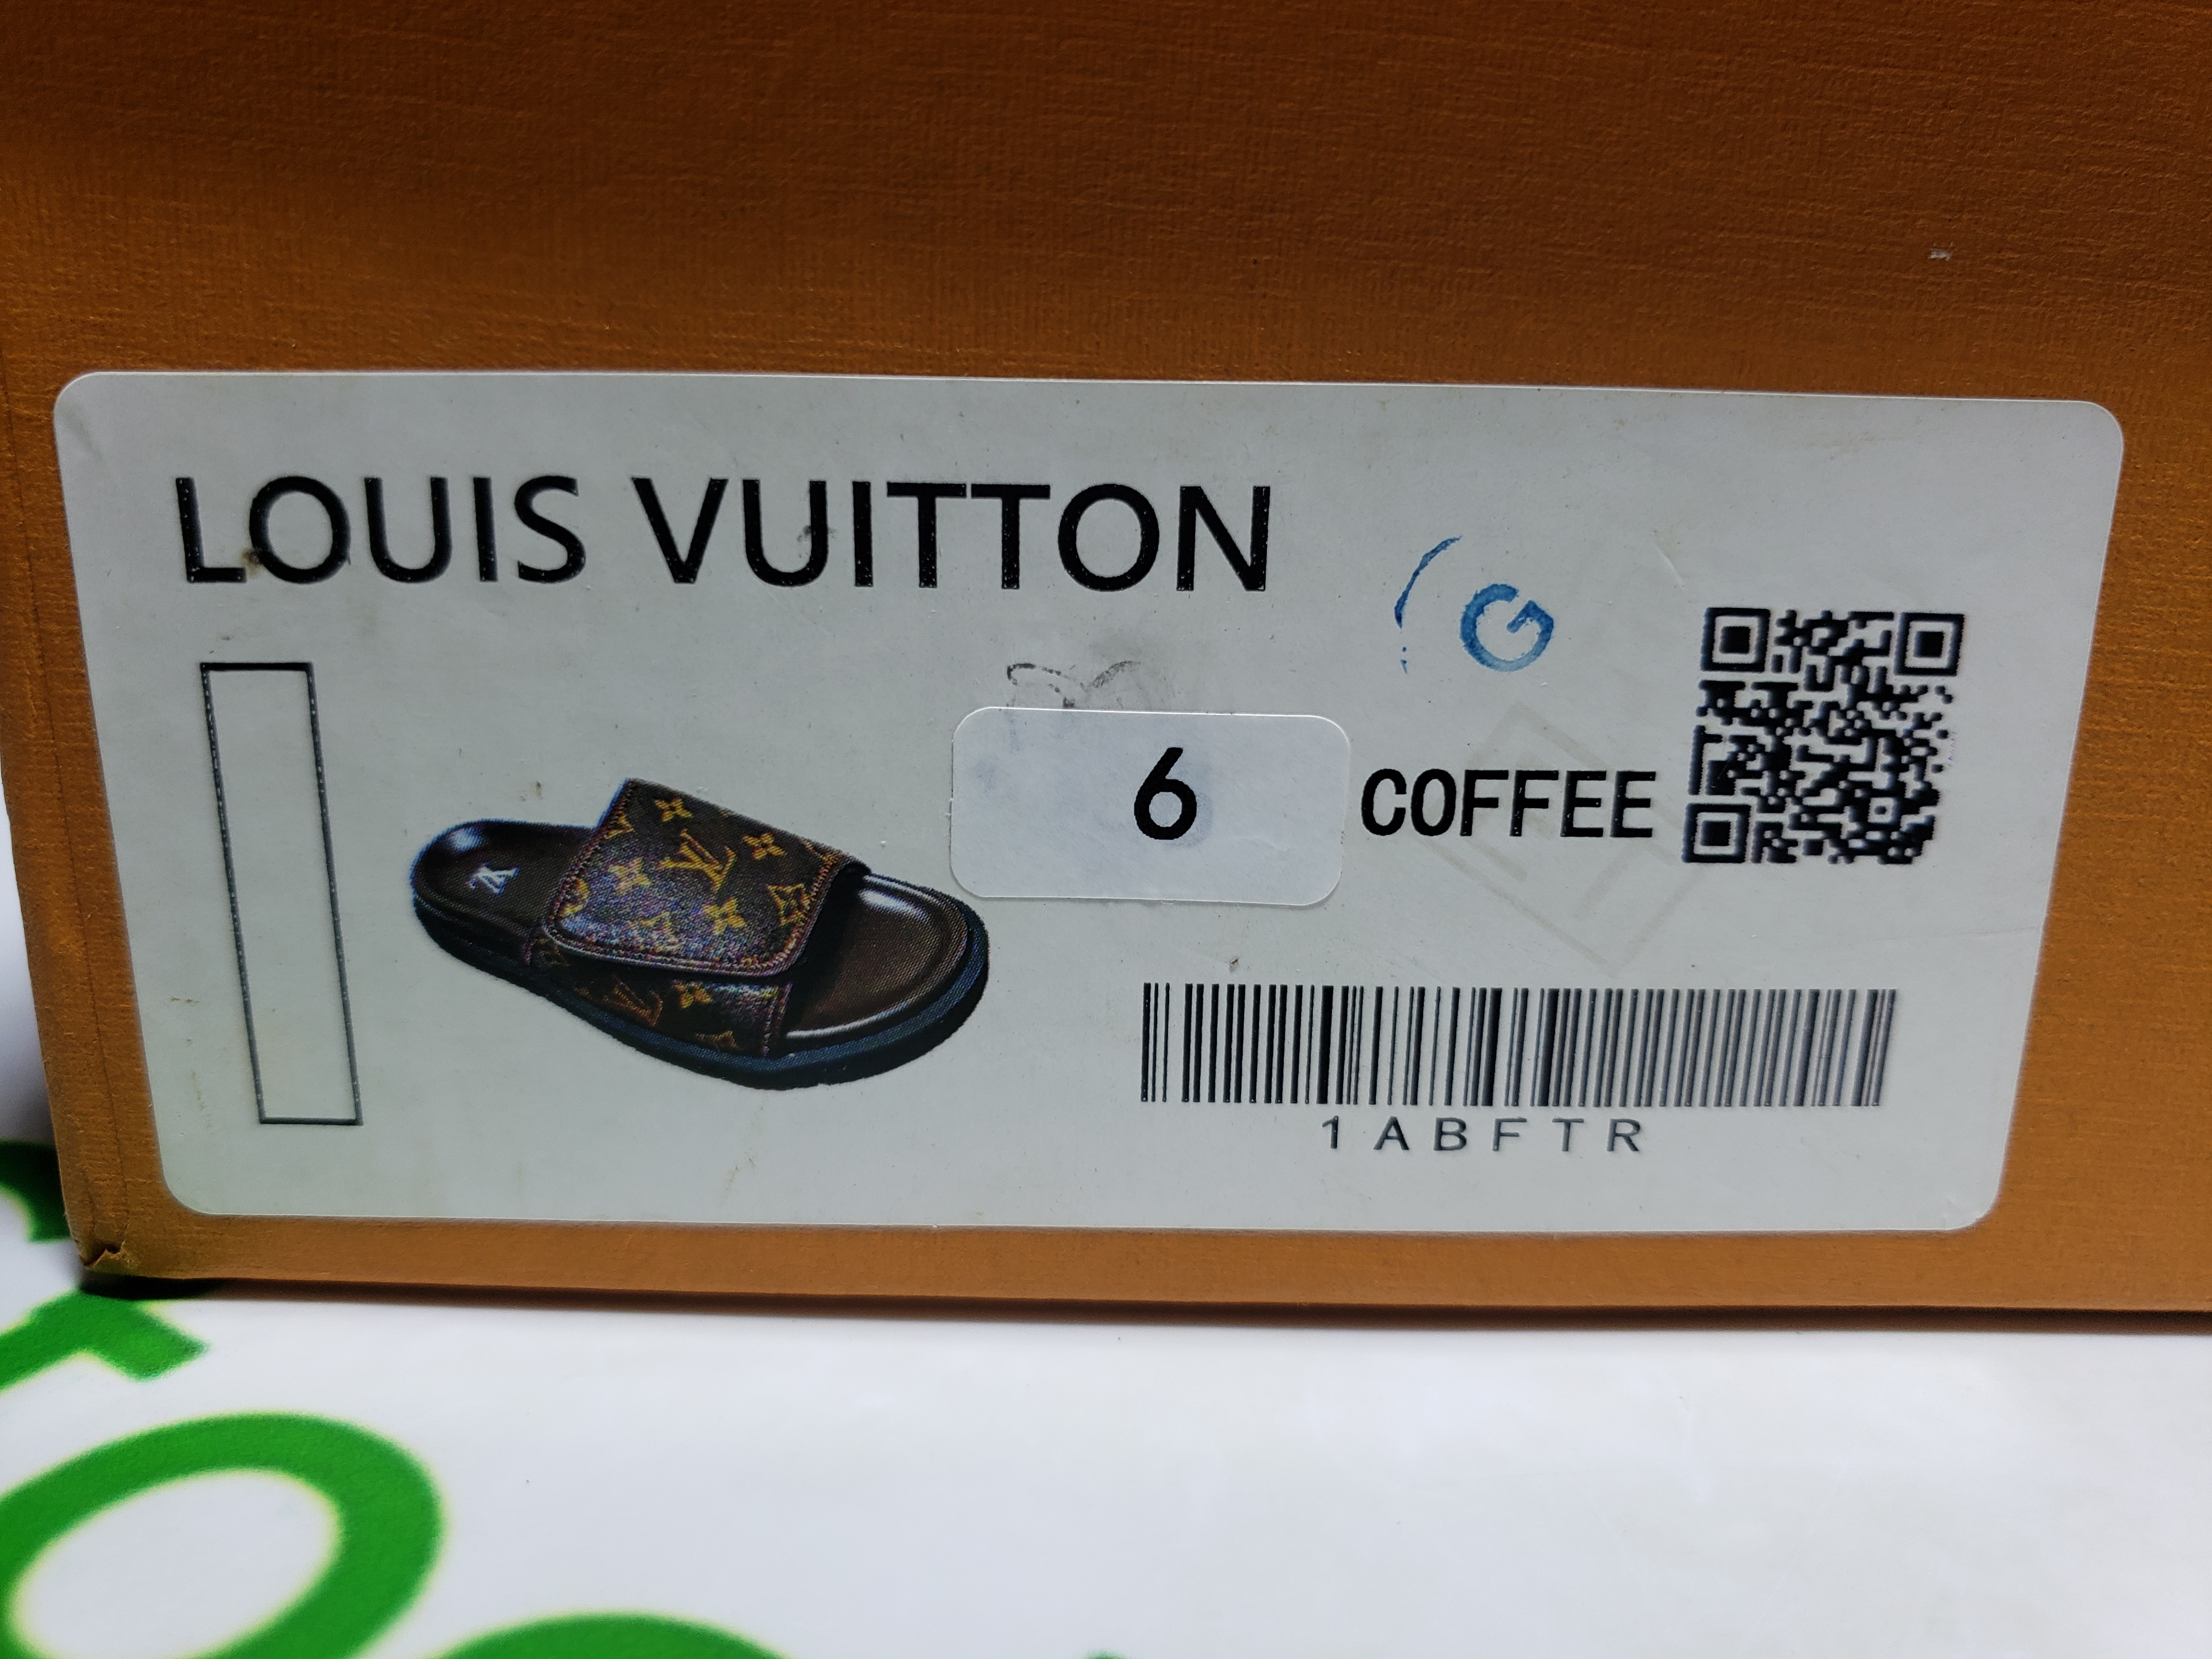 LOUIS VUITTON
G
6
COFFEE
1ABFTR